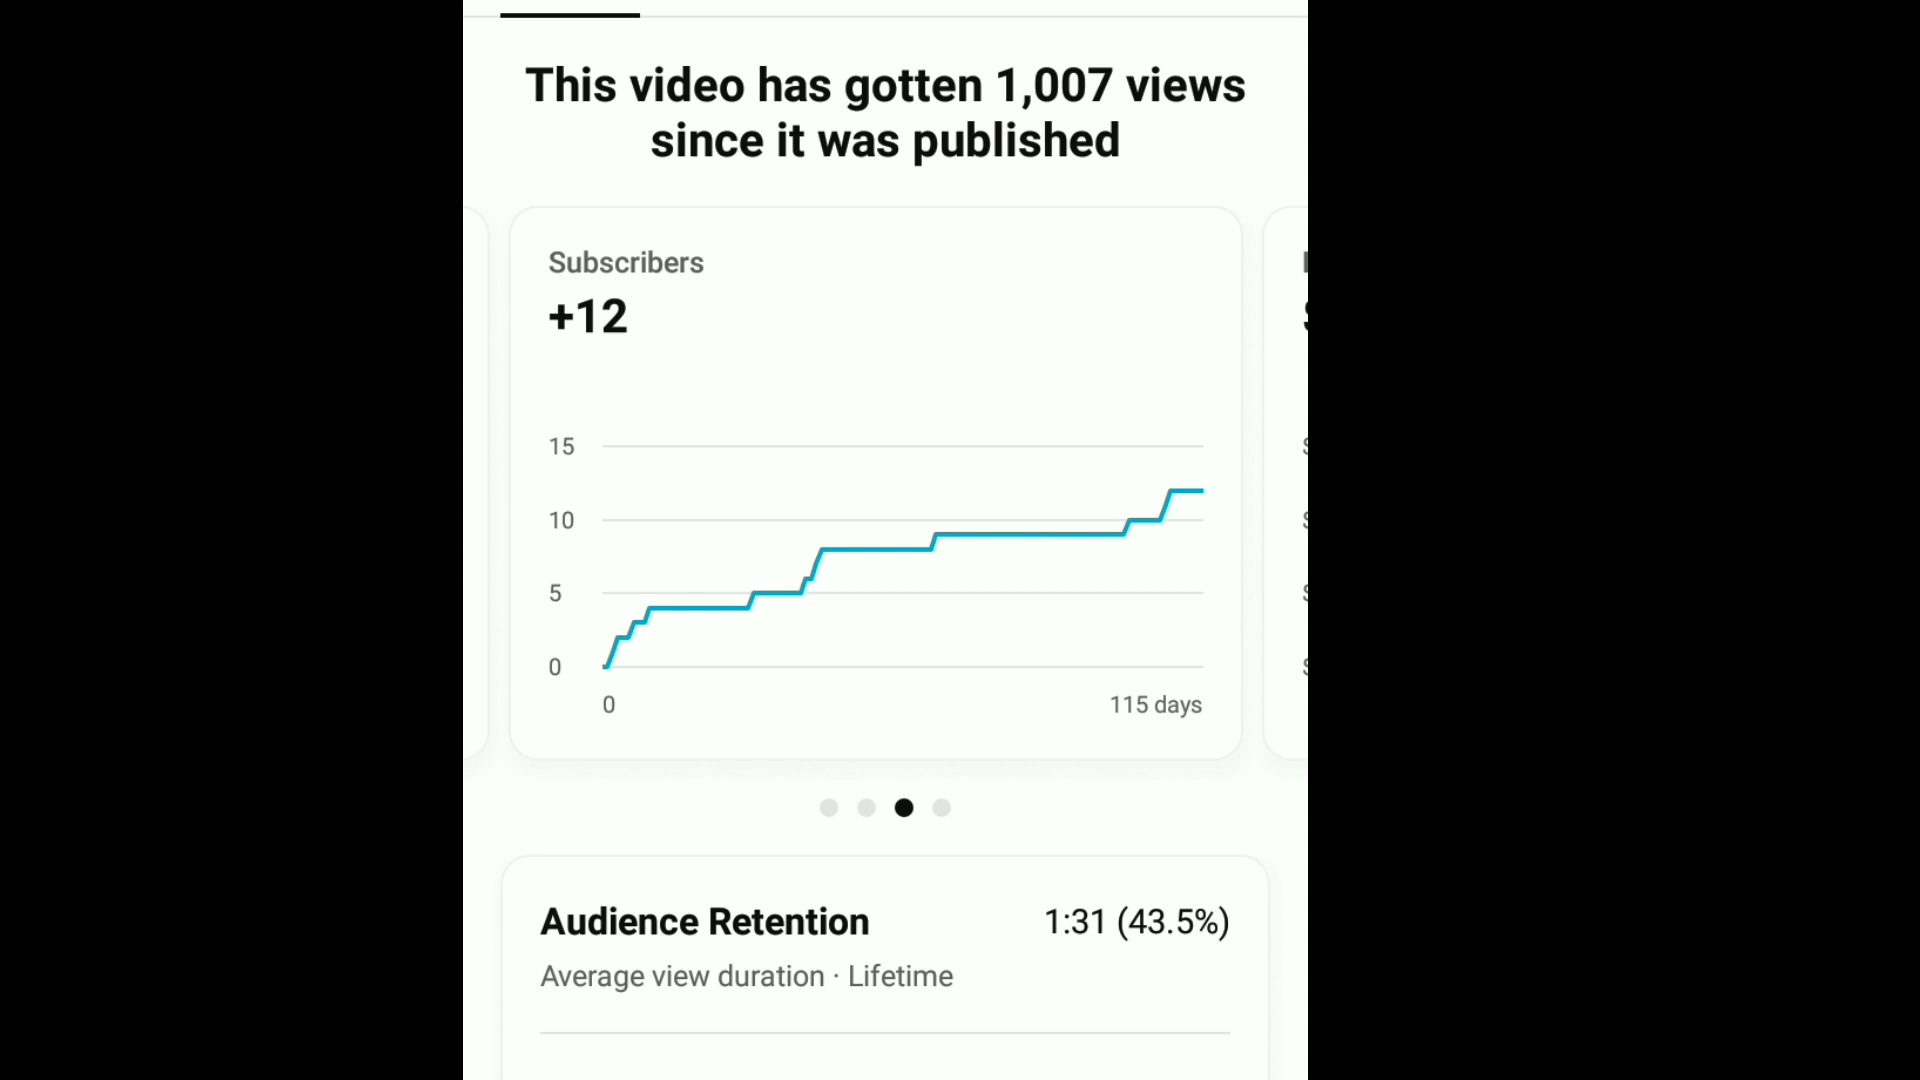 This video has gotten 1,007 views
since it was published
Subscribers
+12
15
10
5
0
0
115 days
Audience Retention
1:31 (43.5%)
Average view duration · Lifetime